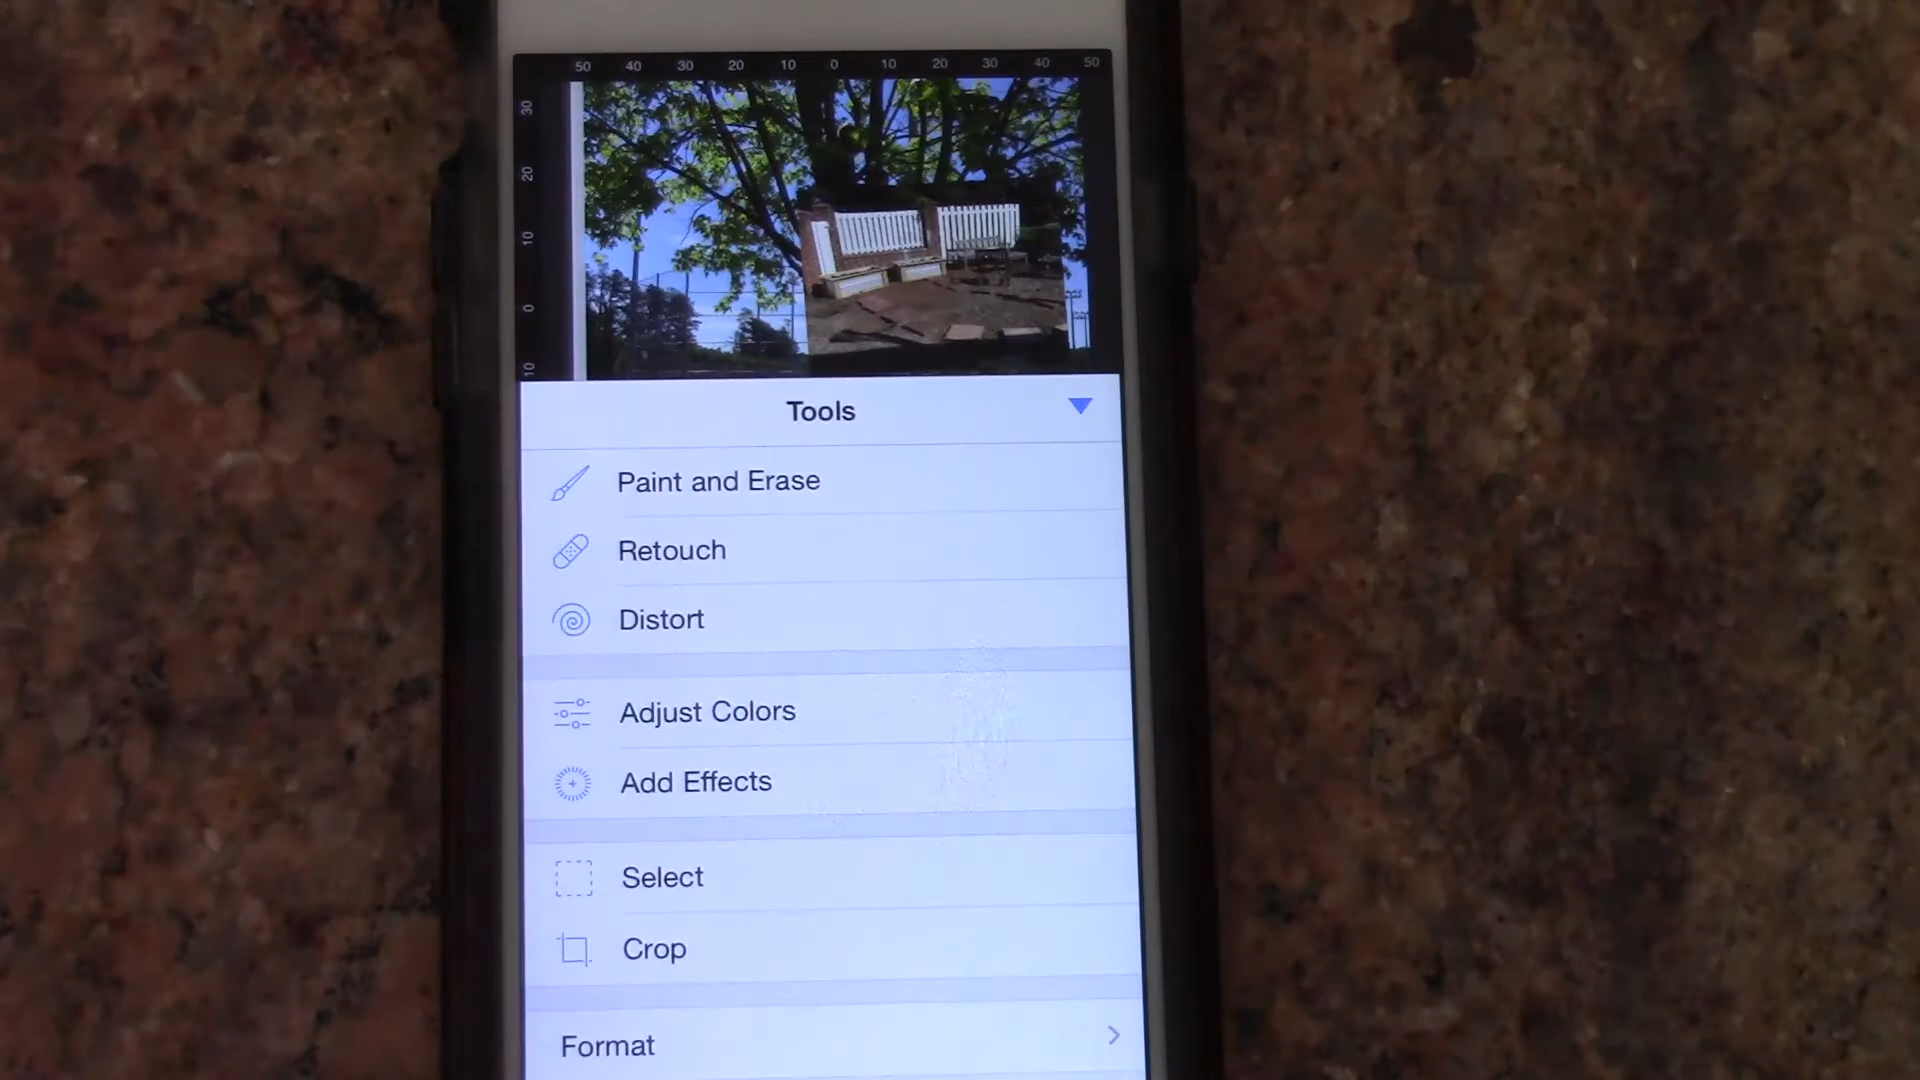 50 40 30 20 10 0 10 20 30 40 50
30
20
10
0
10
Tools
Paint and Erase
Retouch
Distort
Adjust Colors
Add Effects
Select
Crop
Format